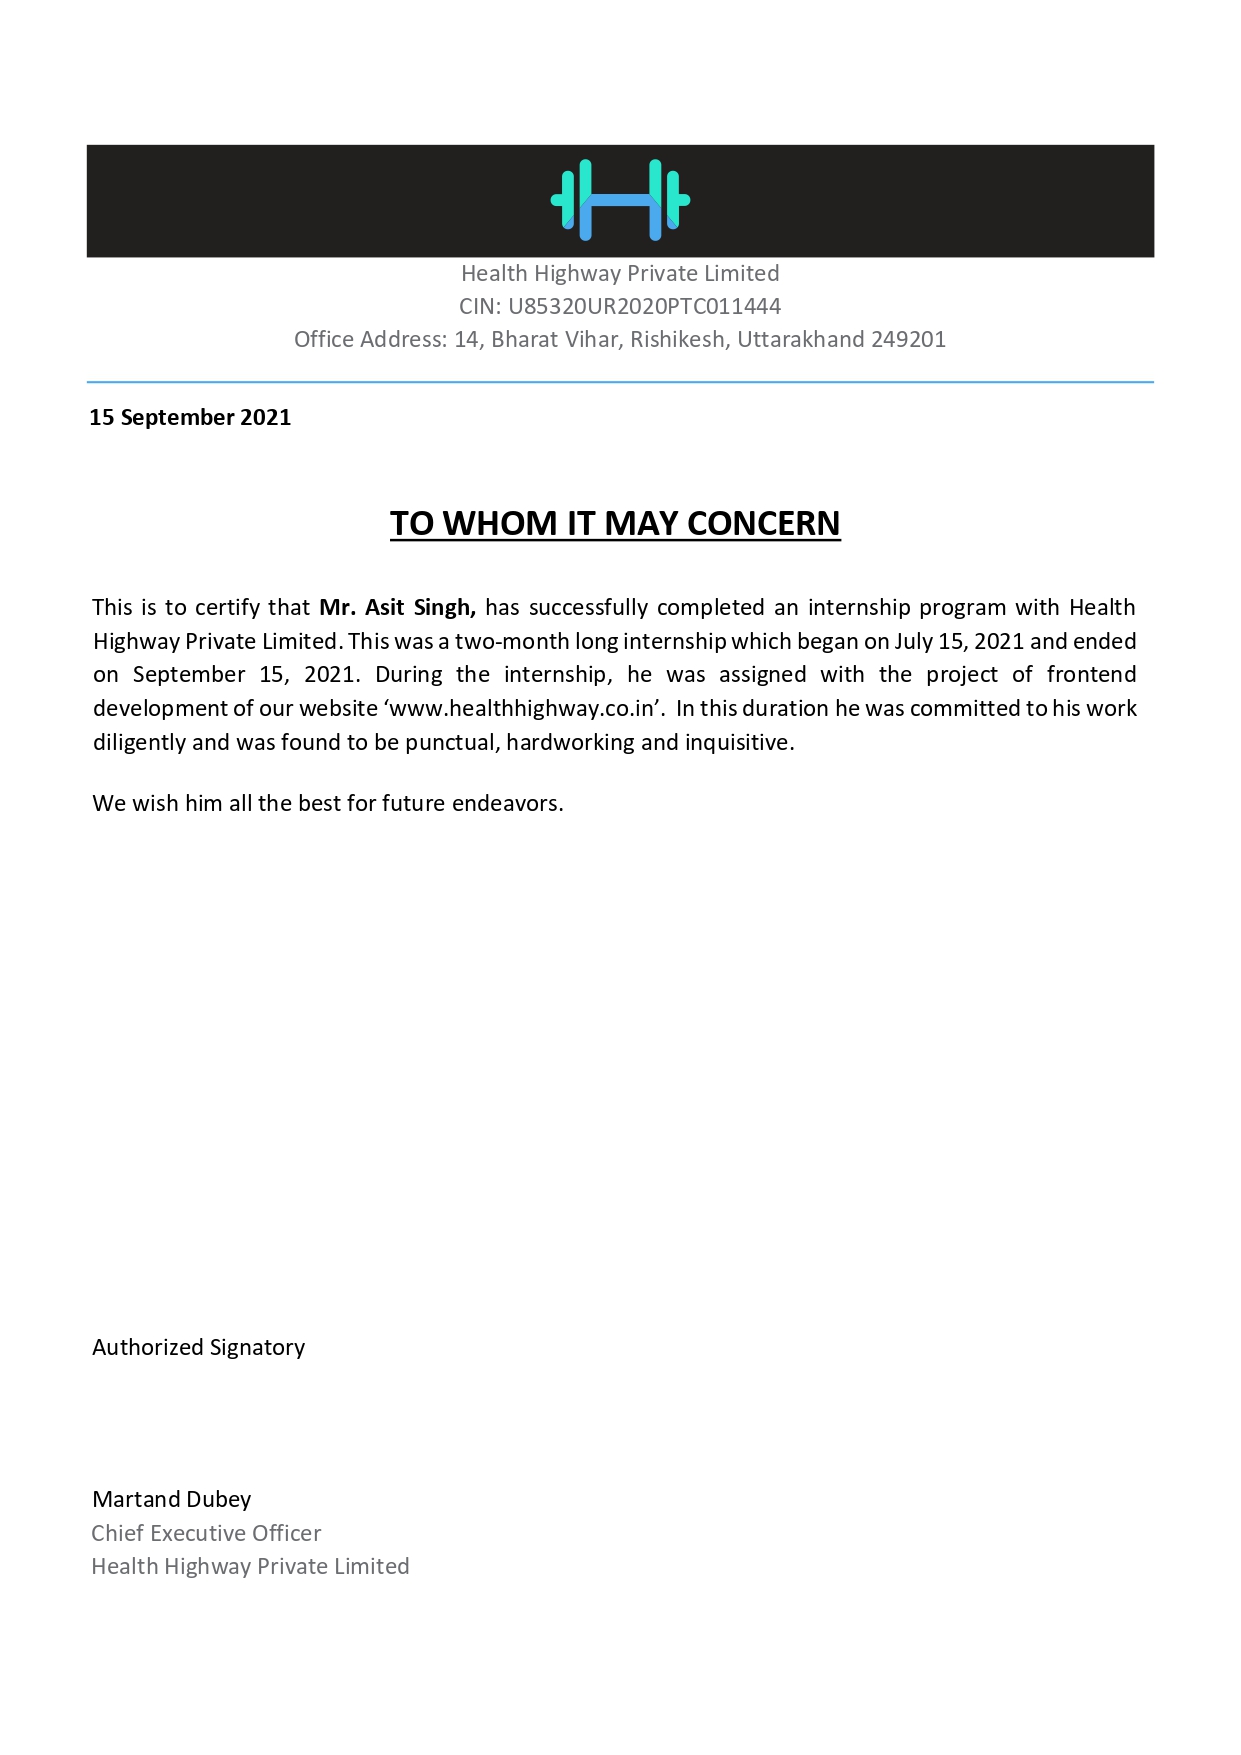 Health Highway Private Limited
CIN: U85320UR2020PTC011444
Office Address: 14, Bharat Vihar, Rishikesh, Uttarakhand 249201
15 September 2021
TO WHOM IT MAY CONCERN
This is to certify that Mr. Asit Singh, has successfully completed an internship program with Health
Highway Private Limited. This was a two-month long internship which began on July 15, 2021 and ended
on September 15, 2021. During the internship, he was assigned with the project of frontend
development of our website ‘www.healthhighway.co.in’. In this duration he was committed to his work
diligently and was found to be punctual, hardworking and inquisitive.
We wish him all the best for future endeavors.
Authorized Signatory
Martand Dubey
Chief Executive Officer
Health Highway Private Limited